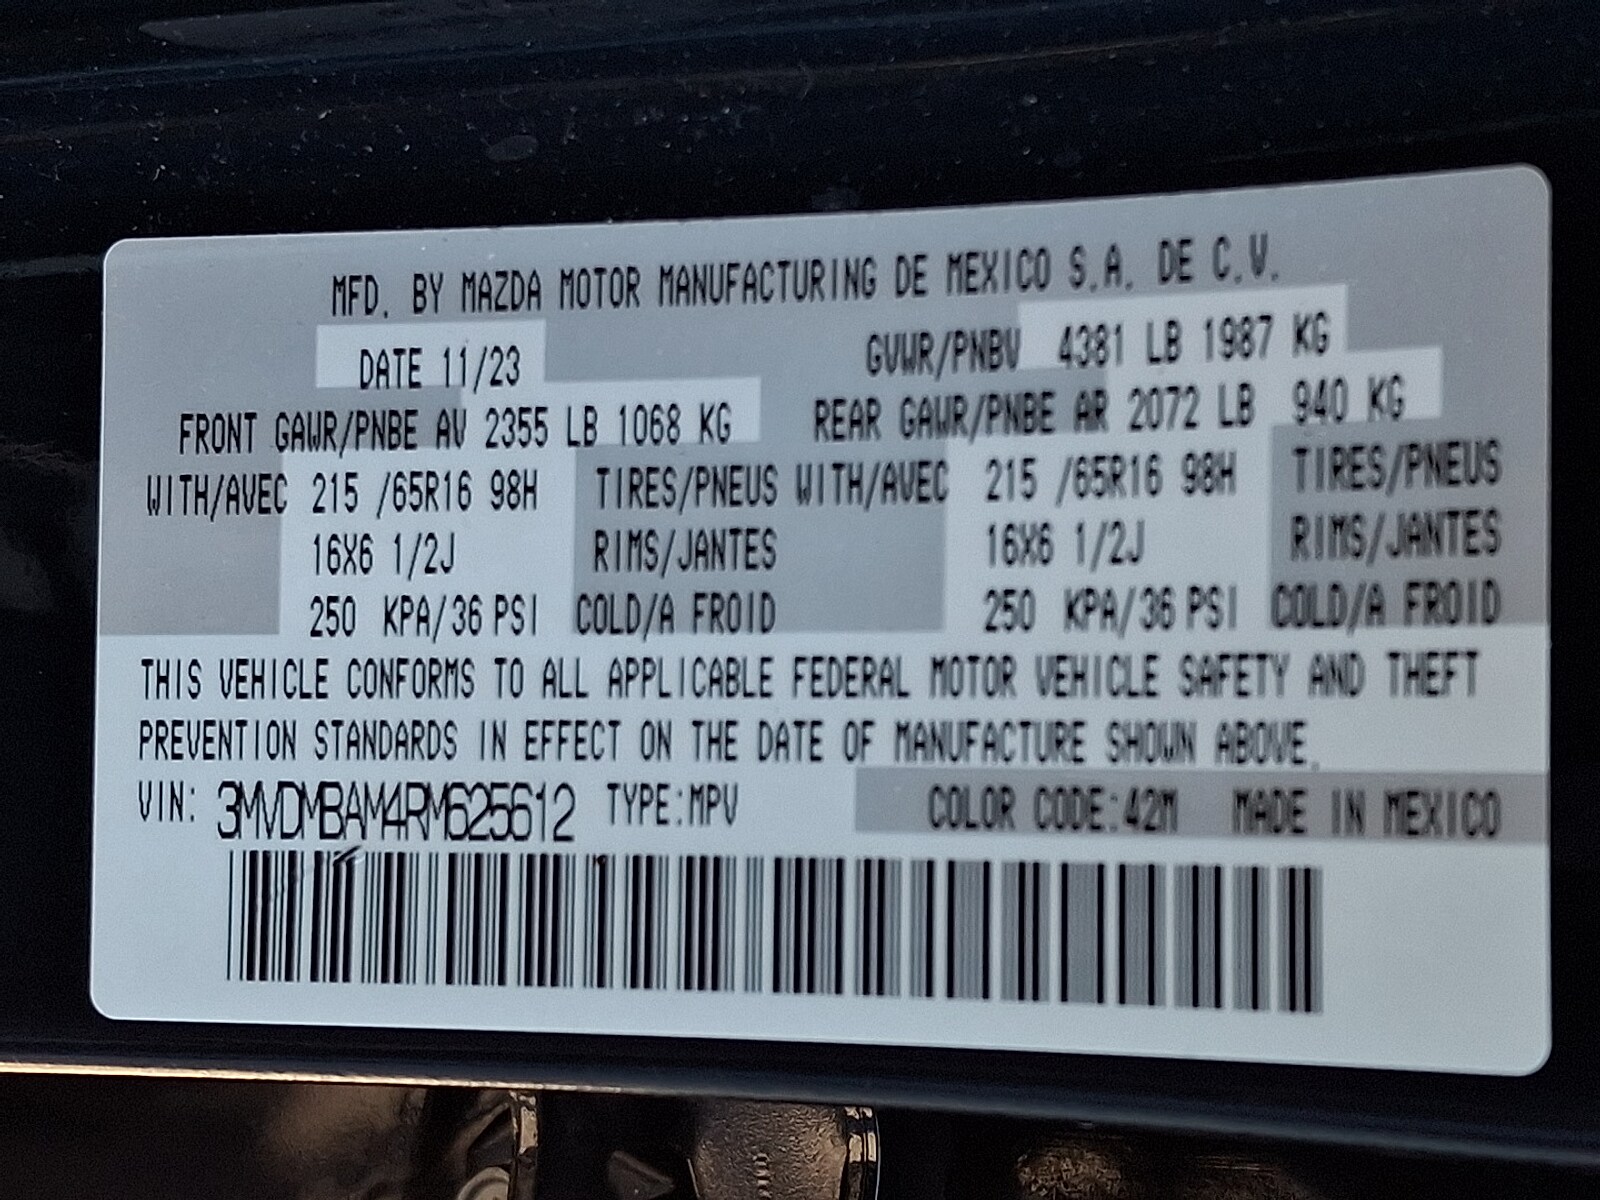 MFD. BY MAZDA MOTOR MANUFACTURING DE MEXICO S.A. DE C.V.
DATE 11/23 GVWR/PNBV 4381 LB 1987 KG
FRONT GAWR/PNBE AV 2355 LB 1068 KG REAR GAWR/PNBE AR 2072 LB 940 KG
WITH/AVEC 215 /65R16 98H TIRES/PNEUS WITH/AVEC 215 /65R16 98H TIRES/PNEUS
16X6 1/2J RIMS/JANTES 16X6 1/2J RIMS/JANTES
250 KPA/36 PSI COLD/A FROID 250 KPA/36 PSI COLD/A FROID
THIS VEHICLE CONFORMS TO ALL APPLICABLE FEDERAL MOTOR VEHICLE SAFETY AND THEFT
PREVENTION STANDARDS IN EFFECT ON THE DATE OF MANUFACTURE SHOWN ABOVE.
VIN: 3MVDMBAM4RM625612 TYPE:MPV COLOR CODE:42M MADE IN MEXICO